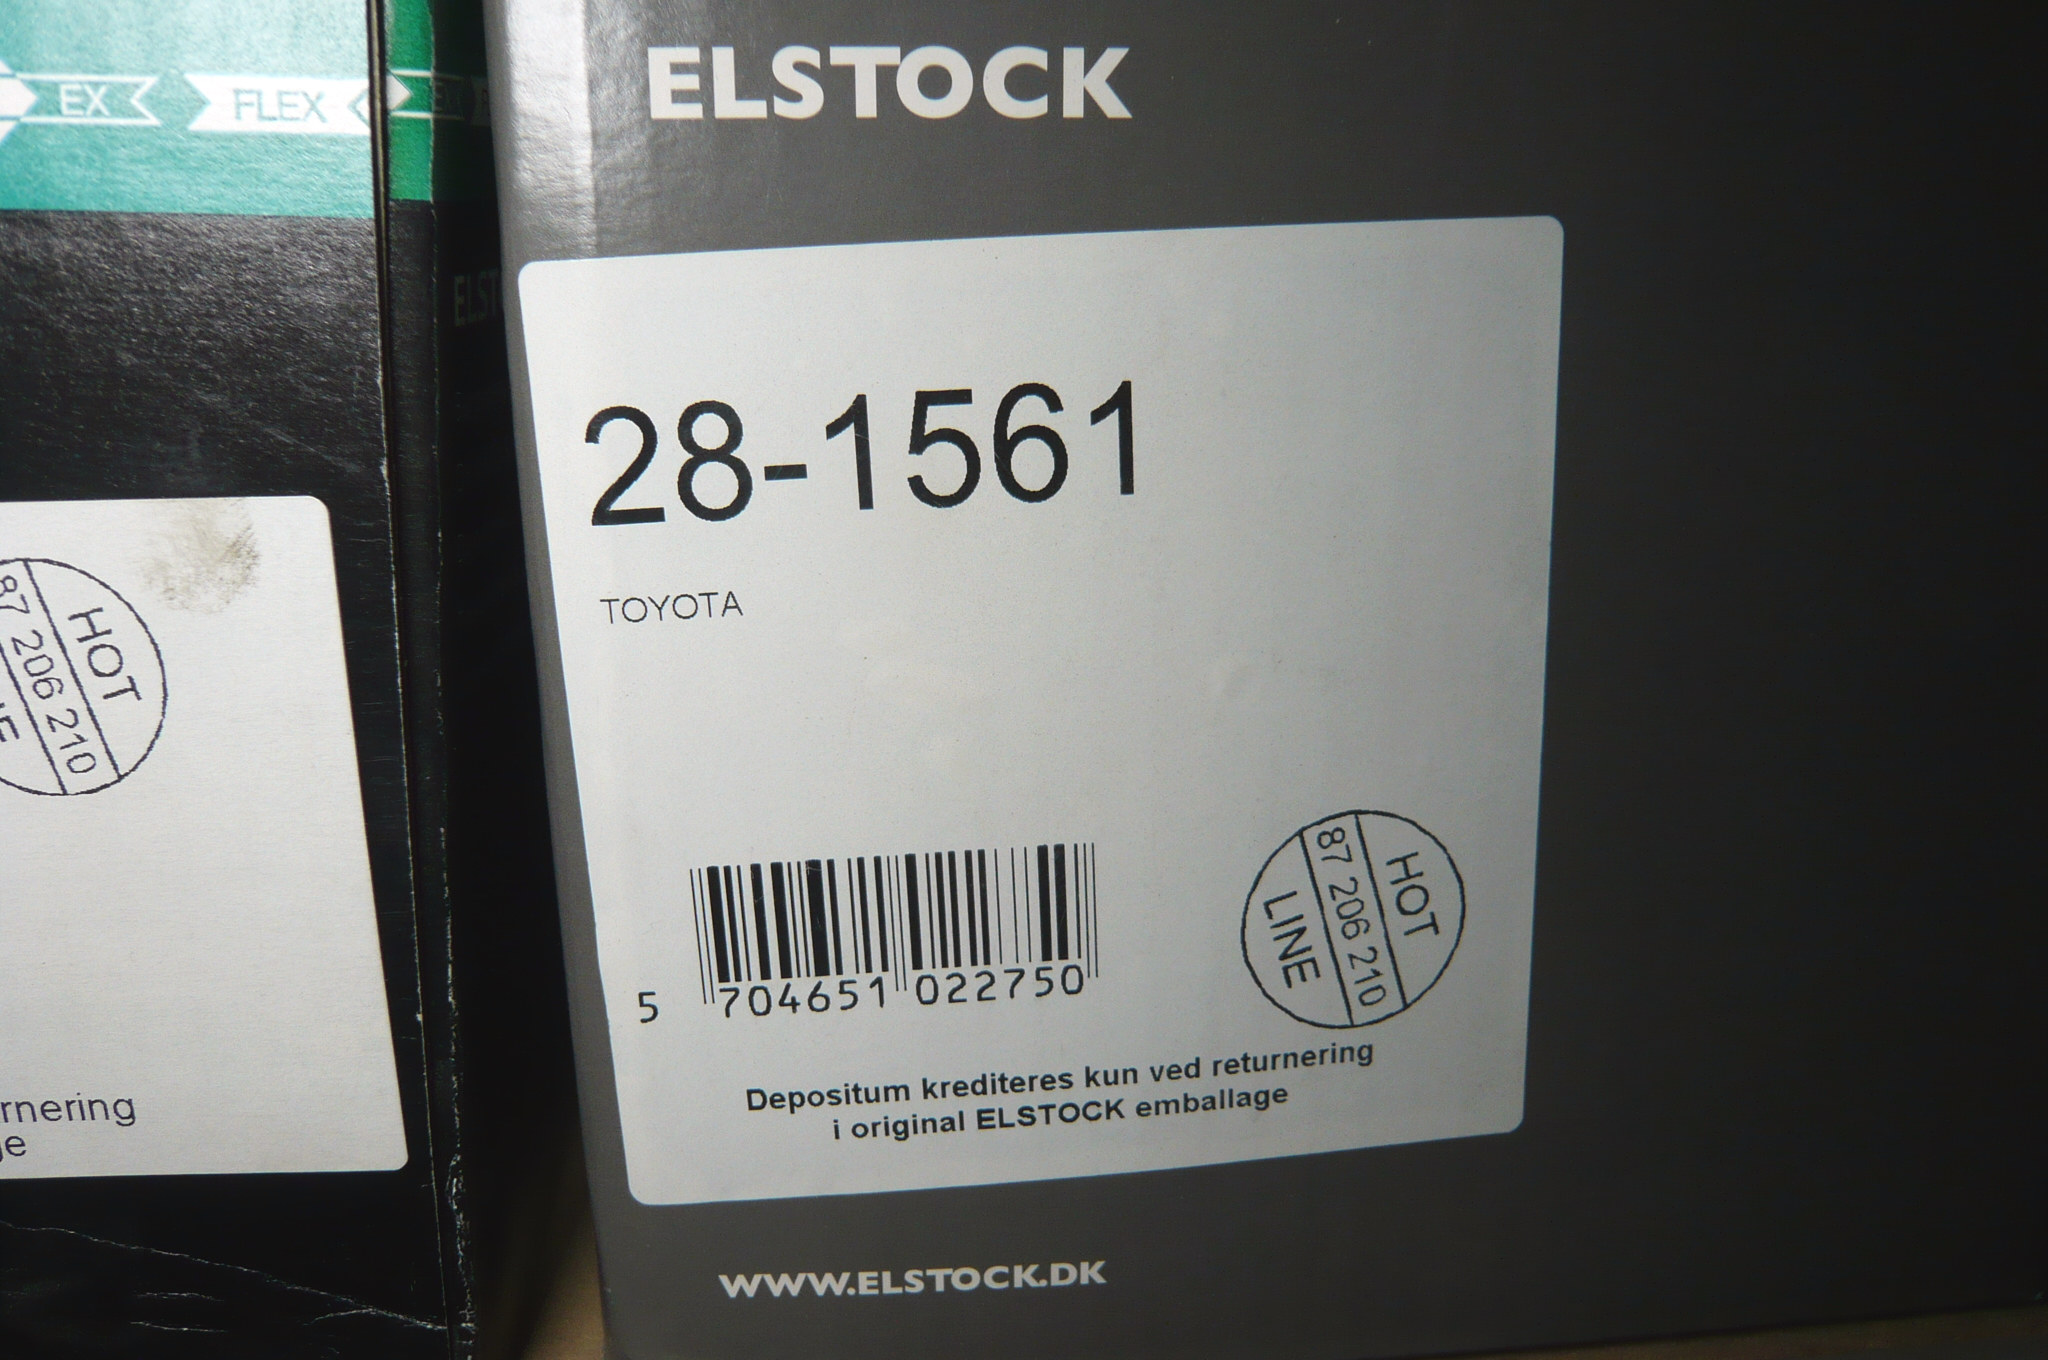 EX
FLEX
HOT
87 206 210
rnering
ge
ELSTOCK
28-1561
TOYOTA
5 704651 022750
HOT
87 206 210
LINE
Depositum krediteres kun ved returnering
i original ELSTOCK emballage
WWW.ELSTOCK.DK